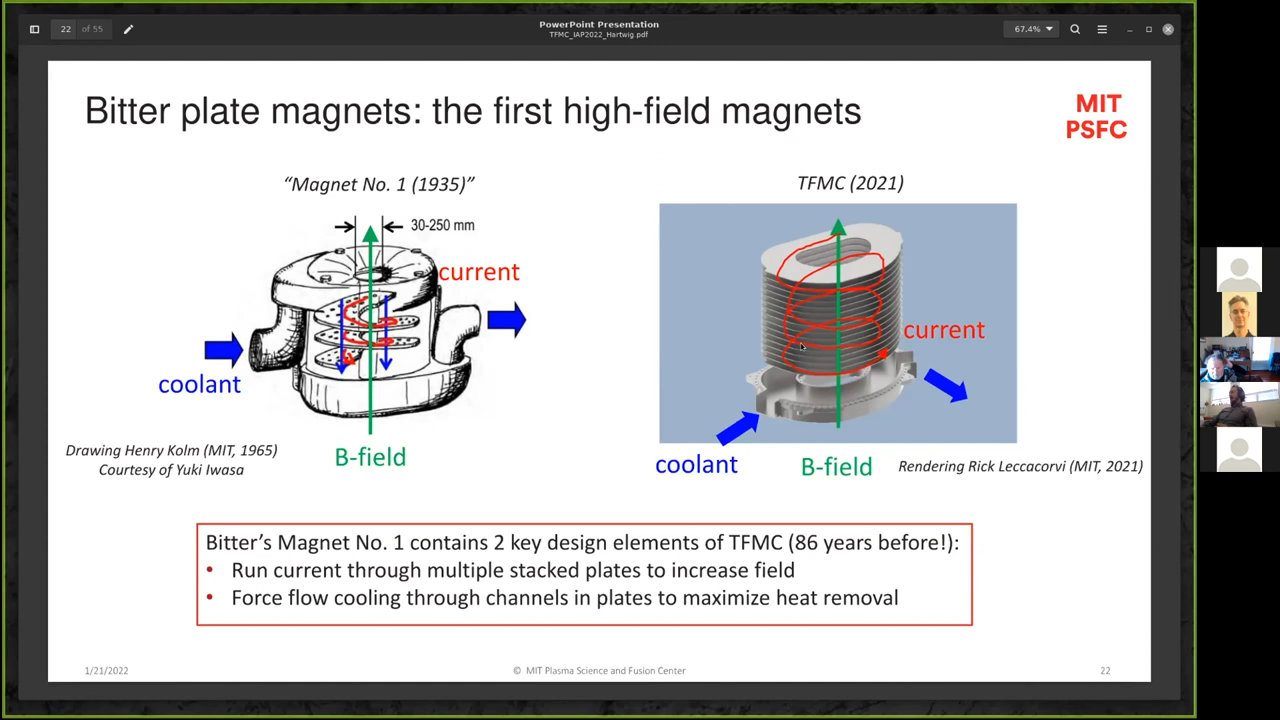 PowerPoint Presentation
TFMC_IAP2022_Hartwig.pdf
22 of 55
67.4%
Bitter plate magnets: the first high-field magnets
MIT
PSFC
“Magnet No. 1 (1935)”
30-250 mm
current
coolant
B-field
Drawing Henry Kolm (MIT, 1965)
Courtesy of Yuki Iwasa
TFMC (2021)
current
coolant
B-field
Rendering Rick Leccacorvi (MIT, 2021)
Bitter’s Magnet No. 1 contains 2 key design elements of TFMC (86 years before!):
• Run current through multiple stacked plates to increase field
• Force flow cooling through channels in plates to maximize heat removal
1/21/2022
© MIT Plasma Science and Fusion Center
22